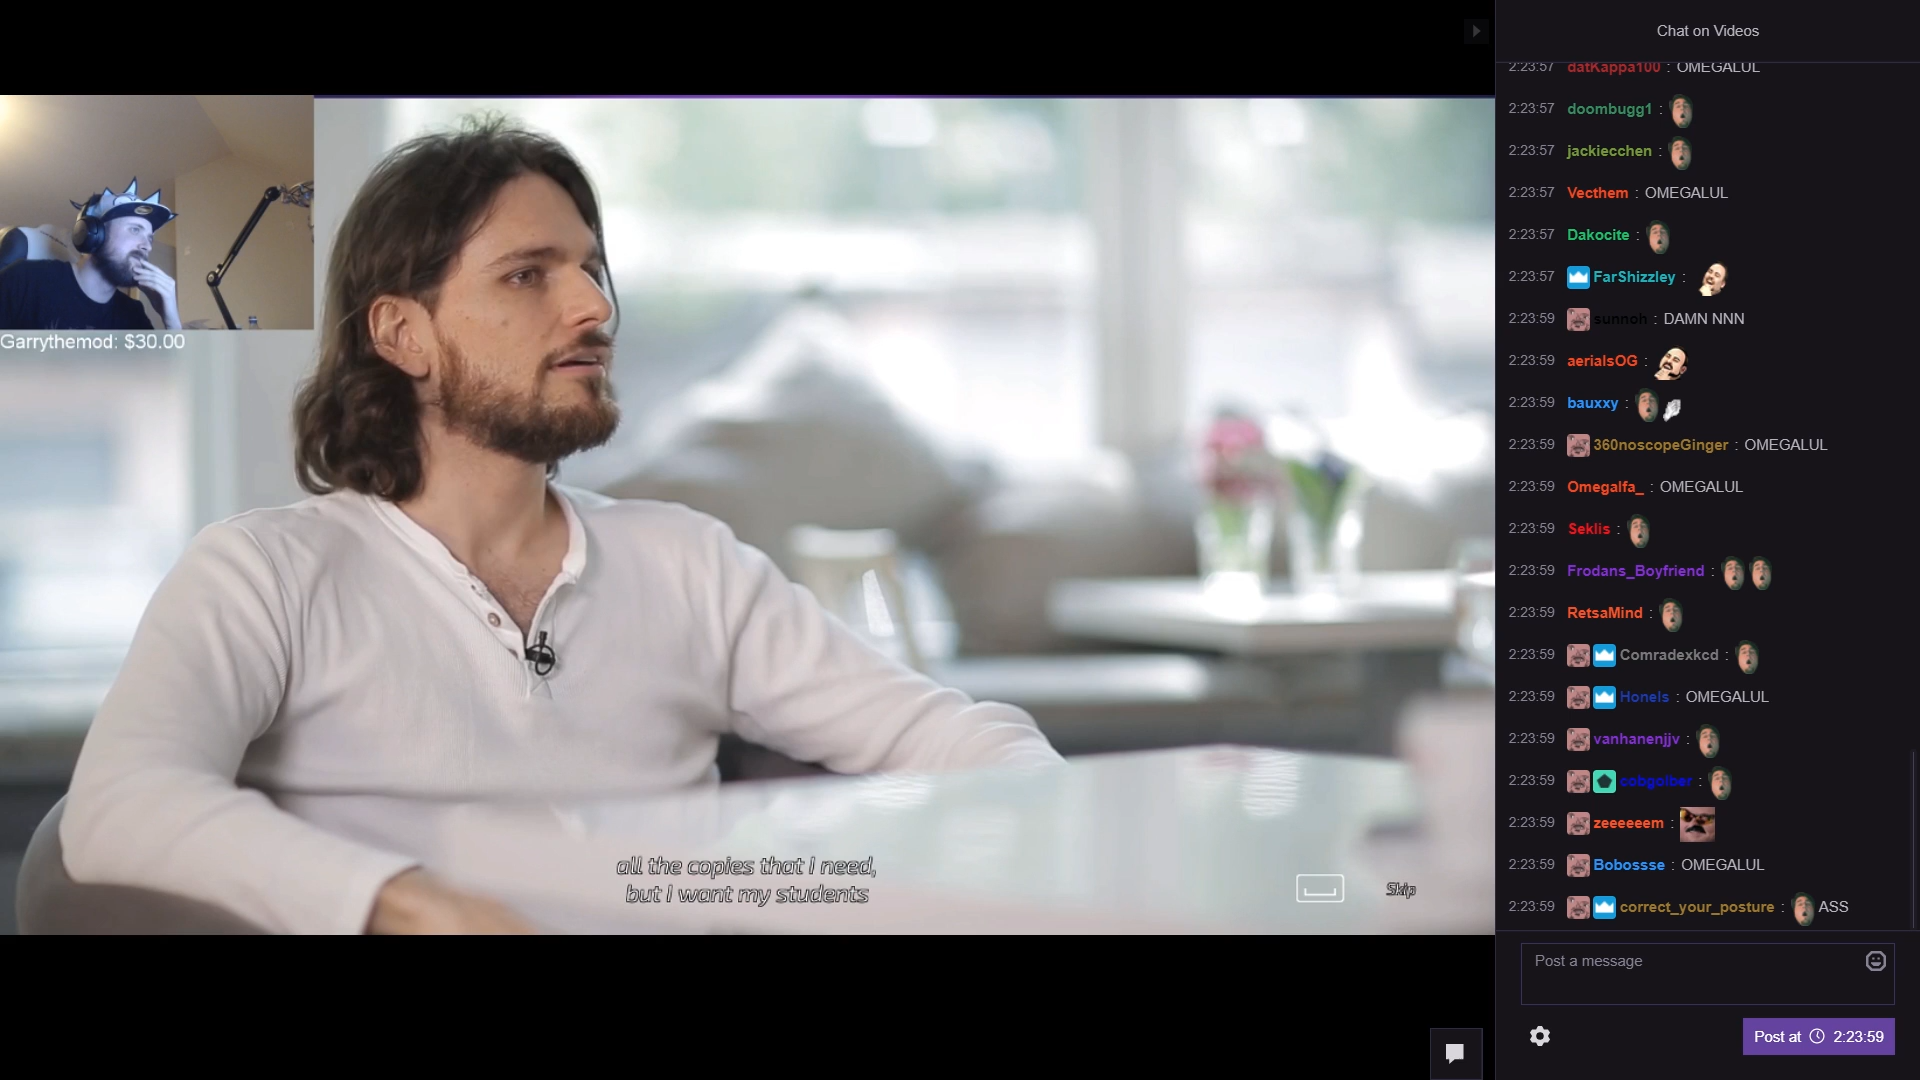 Garrythemod: $30.00
all the copies that I need,
but I want my students
Skip
Chat on Videos
2:23:57 datKappa100 : OMEGALUL
2:23:57 doombugg1 :
2:23:57 jackiecchen :
2:23:57 Vecthem : OMEGALUL
2:23:57 Dakocite :
2:23:57 FarShizzley :
2:23:59 sunnoh : DAMN NNN
2:23:59 aerialsOG :
2:23:59 bauxxy :
2:23:59 360noscopeGinger : OMEGALUL
2:23:59 Omegalfa_ : OMEGALUL
2:23:59 Seklis :
2:23:59 Frodans_Boyfriend :
2:23:59 RetsaMind :
2:23:59 Comradexkcd :
2:23:59 Honels : OMEGALUL
2:23:59 vanhanenjjv :
2:23:59 cobgolber :
2:23:59 zeeeeeem :
2:23:59 Bobossse : OMEGALUL
2:23:59 correct_your_posture : ASS
Post a message
Post at 2:23:59